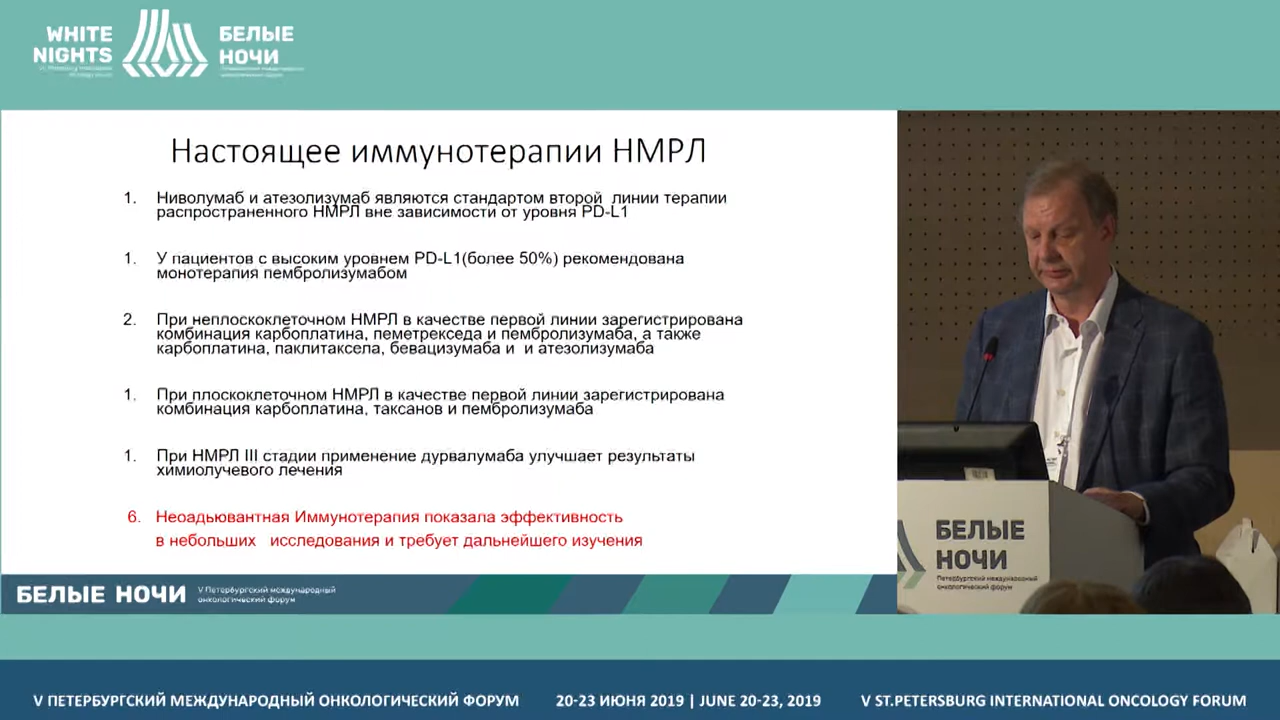 WHITE
NIGHTS
БЕЛЫЕ
НОЧИ
Настоящее иммунотерапии НМРЛ
1. Ниволумаб и атезолизумаб являются стандартом второй линии терапии
распространенного НМРЛ вне зависимости от уровня PD-L1
1. У пациентов с высоким уровнем PD-L1(более 50%) рекомендована
монотерапия пембролизумабом
2. При неплоскоклеточном НМРЛ в качестве первой линии зарегистрирована
комбинация карбоплатина, пеметрекседа и пембролизумаба, а также
карбоплатина, паклитаксела, бевацизумаба и и атезолизумаба
1. При плоскоклеточном НМРЛ в качестве первой линии зарегистрирована
комбинация карбоплатина, таксанов и пембролизумаба
1. При НМРЛ III стадии применение дурвалумаба улучшает результаты
химиолучевого лечения
6. Неоадьювантная Иммунотерапия показала эффективность
в небольших исследования и требует дальнейшего изучения
БЕЛЫЕ НОЧИ
V Петербургский международный
онкологический форум
БЕЛЫЕ
НОЧИ
Петербургский международный
онкологический форум
V ПЕТЕРБУРГСКИЙ МЕЖДУНАРОДНЫЙ ОНКОЛОГИЧЕСКИЙ ФОРУМ
20-23 ИЮНЯ 2019 | JUNE 20-23, 2019
V ST.PETERSBURG INTERNATIONAL ONCOLOGY FORUM